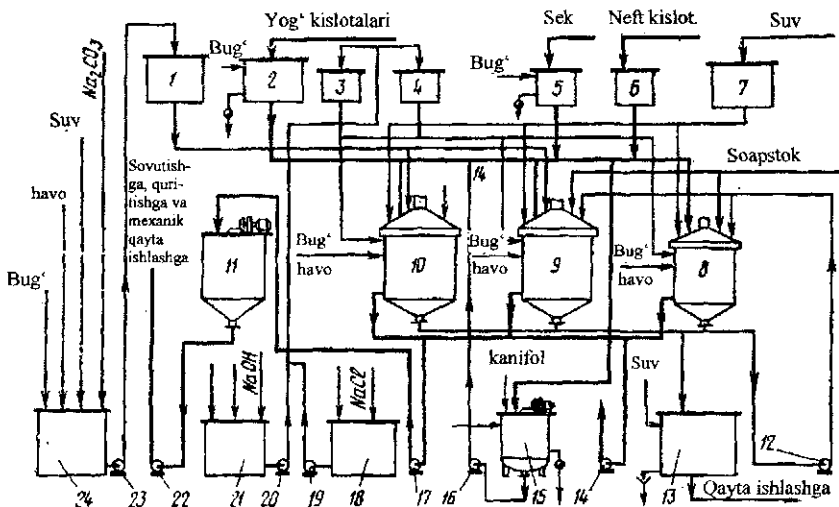 Yog‘ kislotalari
Sek
Neft kislot.
Suv
Bug‘
Bug‘
Na2CO3
1
2
3
4
5
6
7
Suv
Sovutish-
ga, quri-
tishga va
mexanik
qayta
ishlashga
havo
14
Soapstok
Bug‘
havo
Bug‘
havo
Bug‘
havo
Bug‘
11
10
9
8
kanifol
Suv
NaOH
NaCl
12
24
23
22
21
20
19
18
17
16
15
14
13
Qayta ishlashga